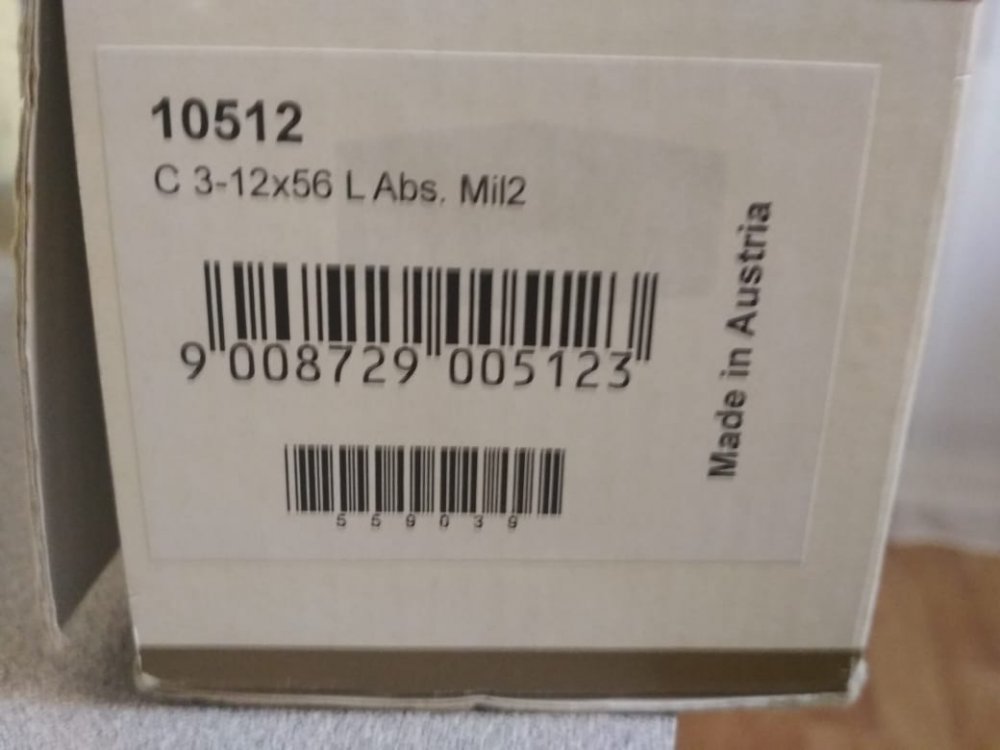 10512
C 3-12x56 L Abs. Mil2
9 008729 005123
559039
Made in Austria